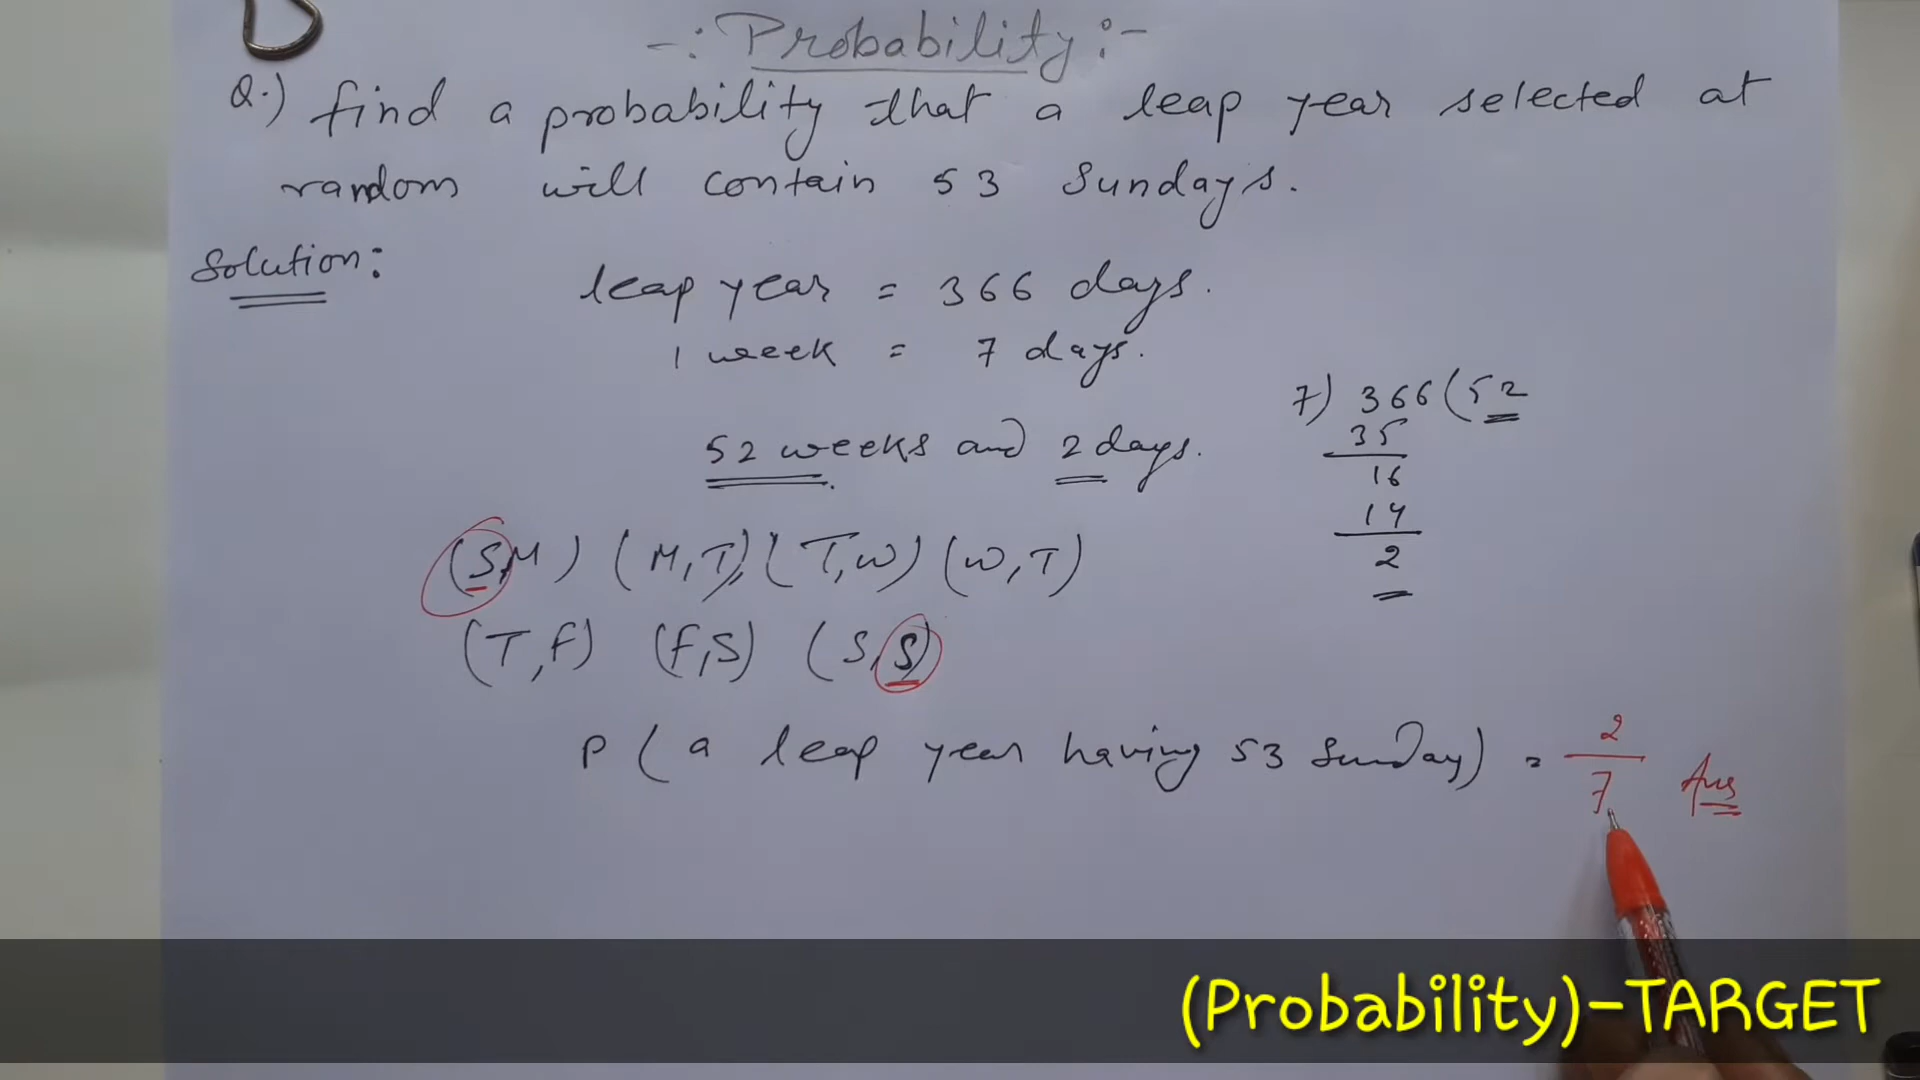 -: Probability :-
Q.) find a probability that a leap year selected at
random will contain 53 Sundays.
Solution:
leap year = 366 days.
1 week = 7 days.
52 weeks and 2 days.
7) 366 (52
35
16
14
2
(S,M) (M,T), (T,W) (W,T)
(T,F) (F,S) (S,S)
P ( a leap year having 53 Sunday) = 2/7 Ans
(Probability)-TARGET